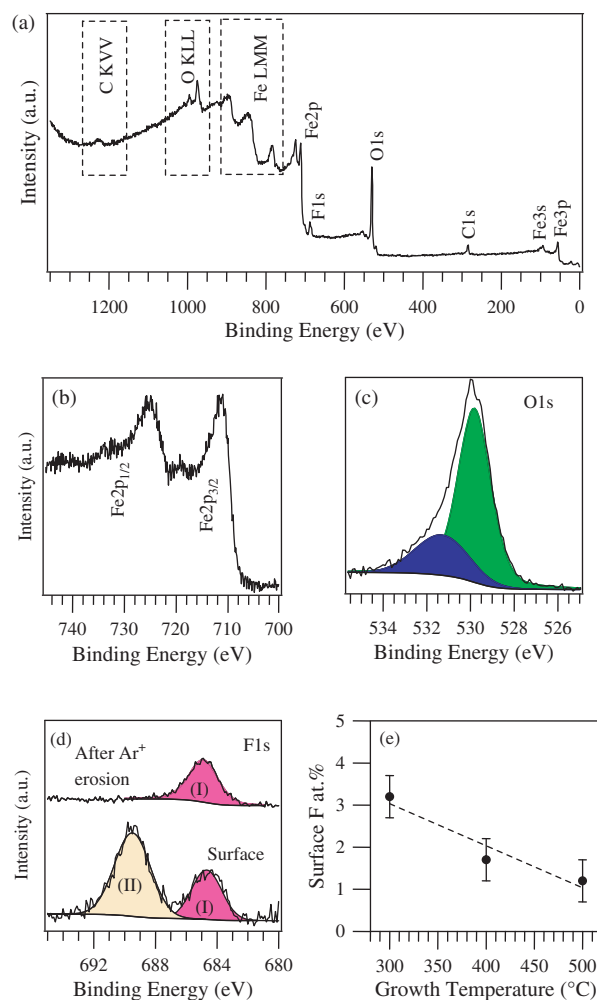 (a)
C KVV
O KLL
Fe LMM
Fe2p
F1s
O1s
C1s
Fe3s
Fe3p
Intensity (a.u.)
1200 1000 800 600 400 200 0
Binding Energy (eV)
(b)
Fe2p1/2
Fe2p3/2
Intensity (a.u.)
740 730 720 710 700
Binding Energy (eV)
(c)
O1s
534 532 530 528 526
Binding Energy (eV)
(d)
F1s
After Ar+
erosion
(I)
Surface
(II)
(I)
Intensity (a.u.)
692 688 684 680
Binding Energy (eV)
(e)
Surface F at.%
5
4
3
2
1
0
300 350 400 450 500
Growth Temperature (°C)